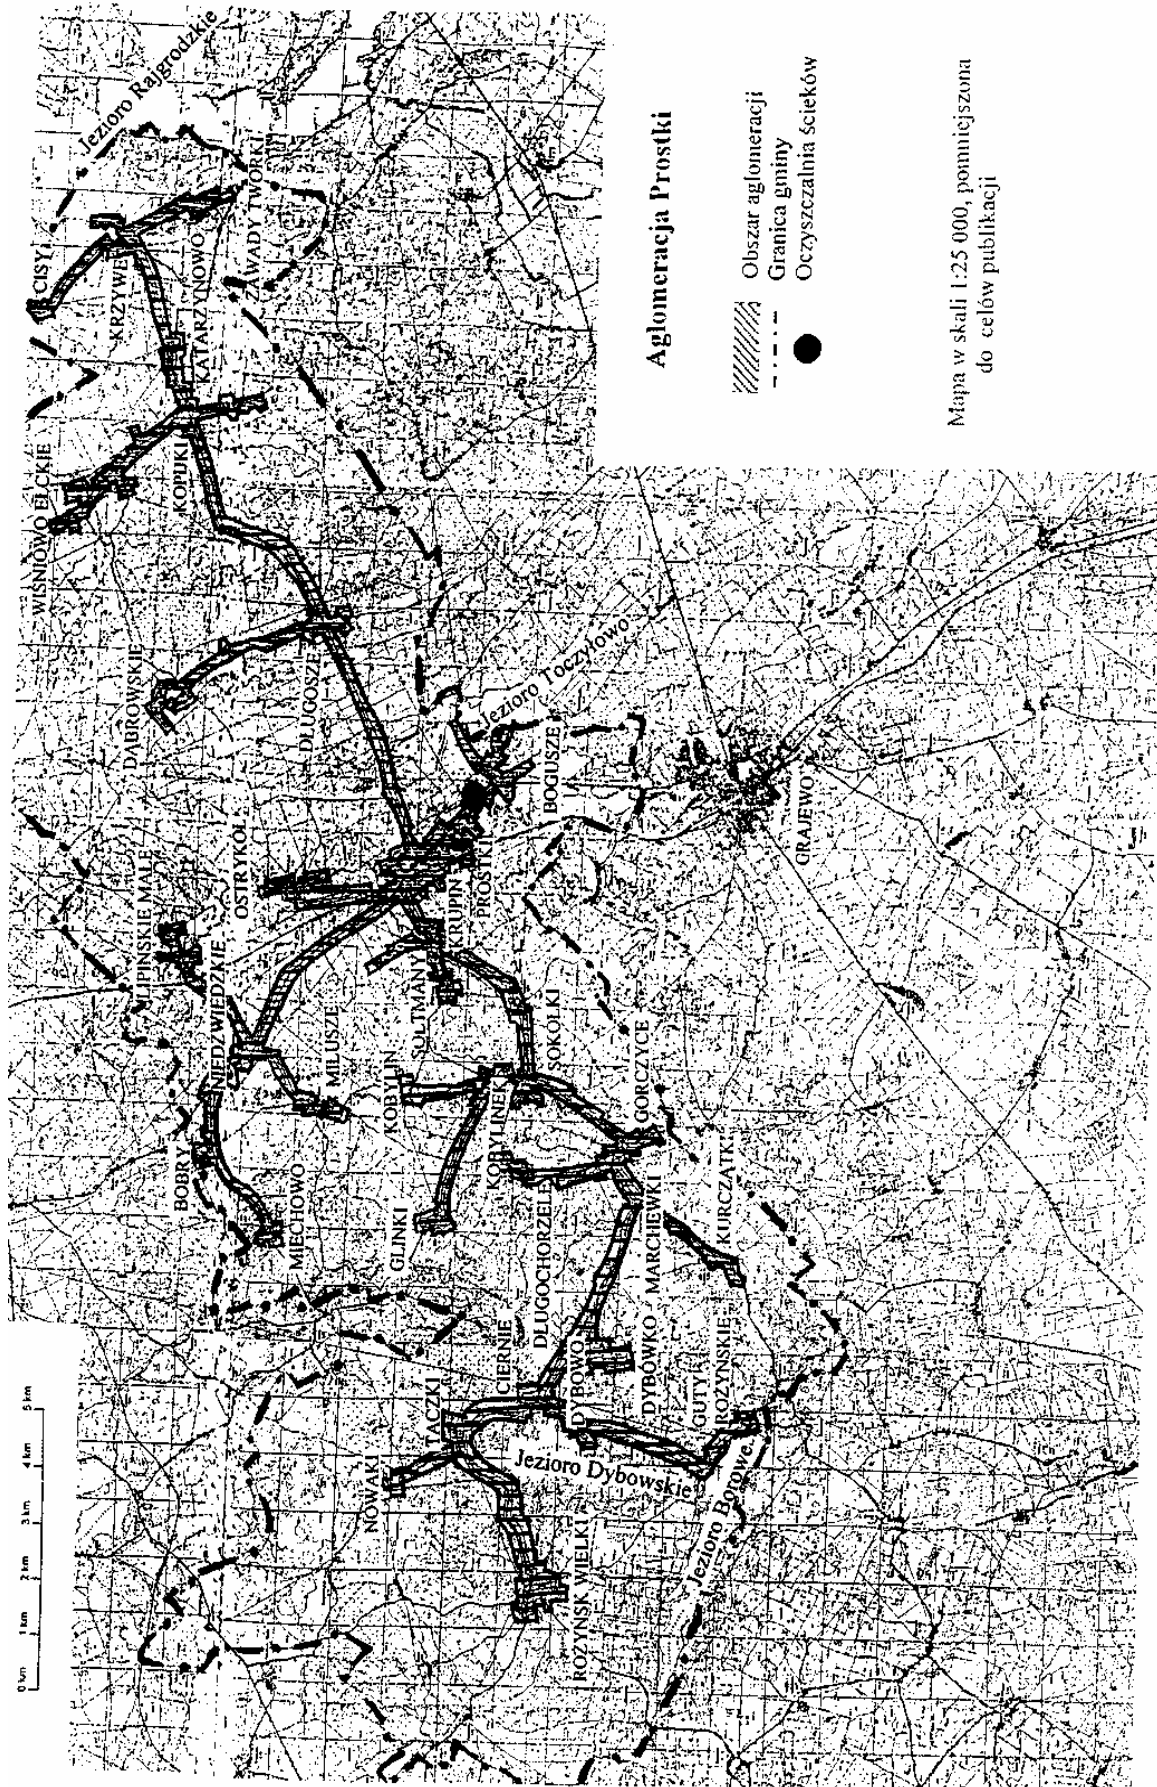 Jezioro Rajgrodzkie
CISY
KRZYWE
ZAWADY TWORKI
KATARZYNOWO
WIŚNIOWO EŁCKIE
KOPIJKI
DĄBROWSKIE
DŁUGOSZE
Jezioro Toczyłowo
BOGUSZE
OSTRYKÓŁ
LIPIŃSKIE MAŁE
PROSTKI
KRUPIN
NIEDŹWIEDZKIE
SOŁTMANY
MILUSZE
SOKÓŁKI
KOBYLIN
KOBYLINEK
BOBRY
MIECHOWO
GORCZYCE
GLINKI
DŁUGOCHORZELE
MARCHEWKI
KURCZĄTKI
CIERNIE
DYBOWO
DYBÓWKO
GUTY
ROŻYŃSKIE
ŁĄCZKI
NOWAKI
Jezioro Dybowskie
Jezioro Borowe
ROŻYŃSK WIELKI
GRAJEWO
0 km 1 km 2 km 3 km 4 km 5 km
Aglomeracja Prostki
Obszar aglomeracji
Granica gminy
Oczyszczalnia ścieków
Mapa w skali 1:25 000, pomniejszona
do celów publikacji